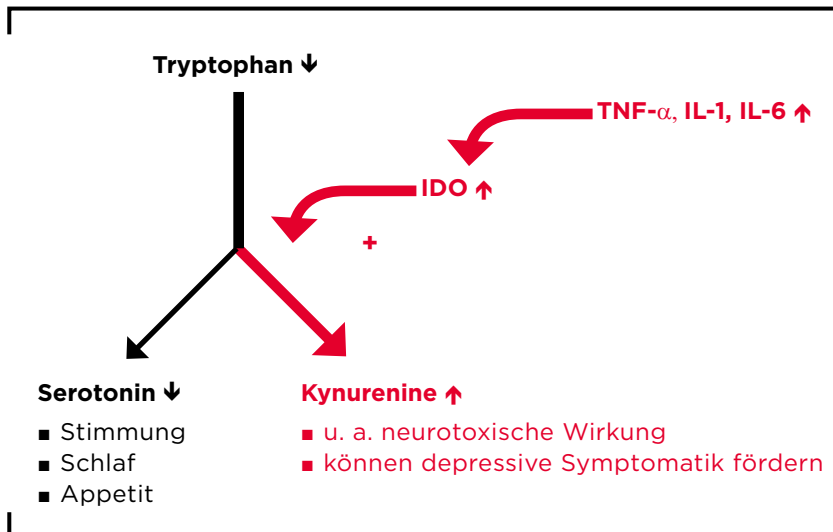 Tryptophan ↓
TNF-α, IL-1, IL-6 ↑
IDO ↑
+
Serotonin ↓
■ Stimmung
■ Schlaf
■ Appetit
Kynurenine ↑
■ u. a. neurotoxische Wirkung
■ können depressive Symptomatik fördern